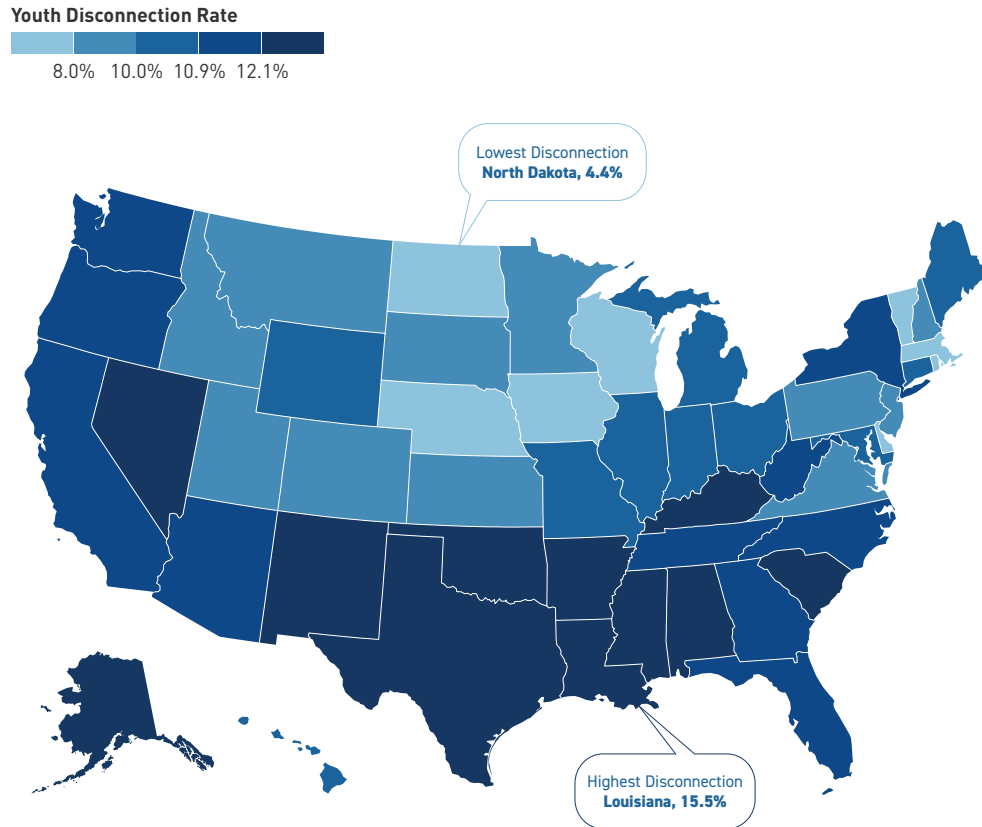 Youth Disconnection Rate
8.0% 10.0% 10.9% 12.1%
Lowest Disconnection
North Dakota, 4.4%
Highest Disconnection
Louisiana, 15.5%